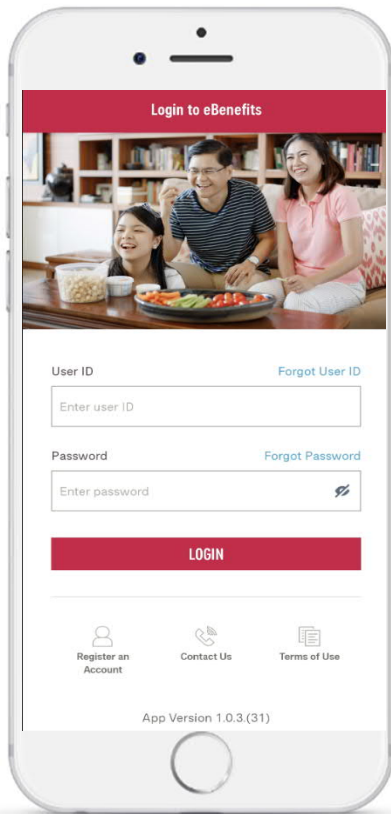 Login to eBenefits
User ID
Forgot User ID
Enter user ID
Password
Forgot Password
Enter password
LOGIN
Register an
Account
Contact Us
Terms of Use
App Version 1.0.3.(31)